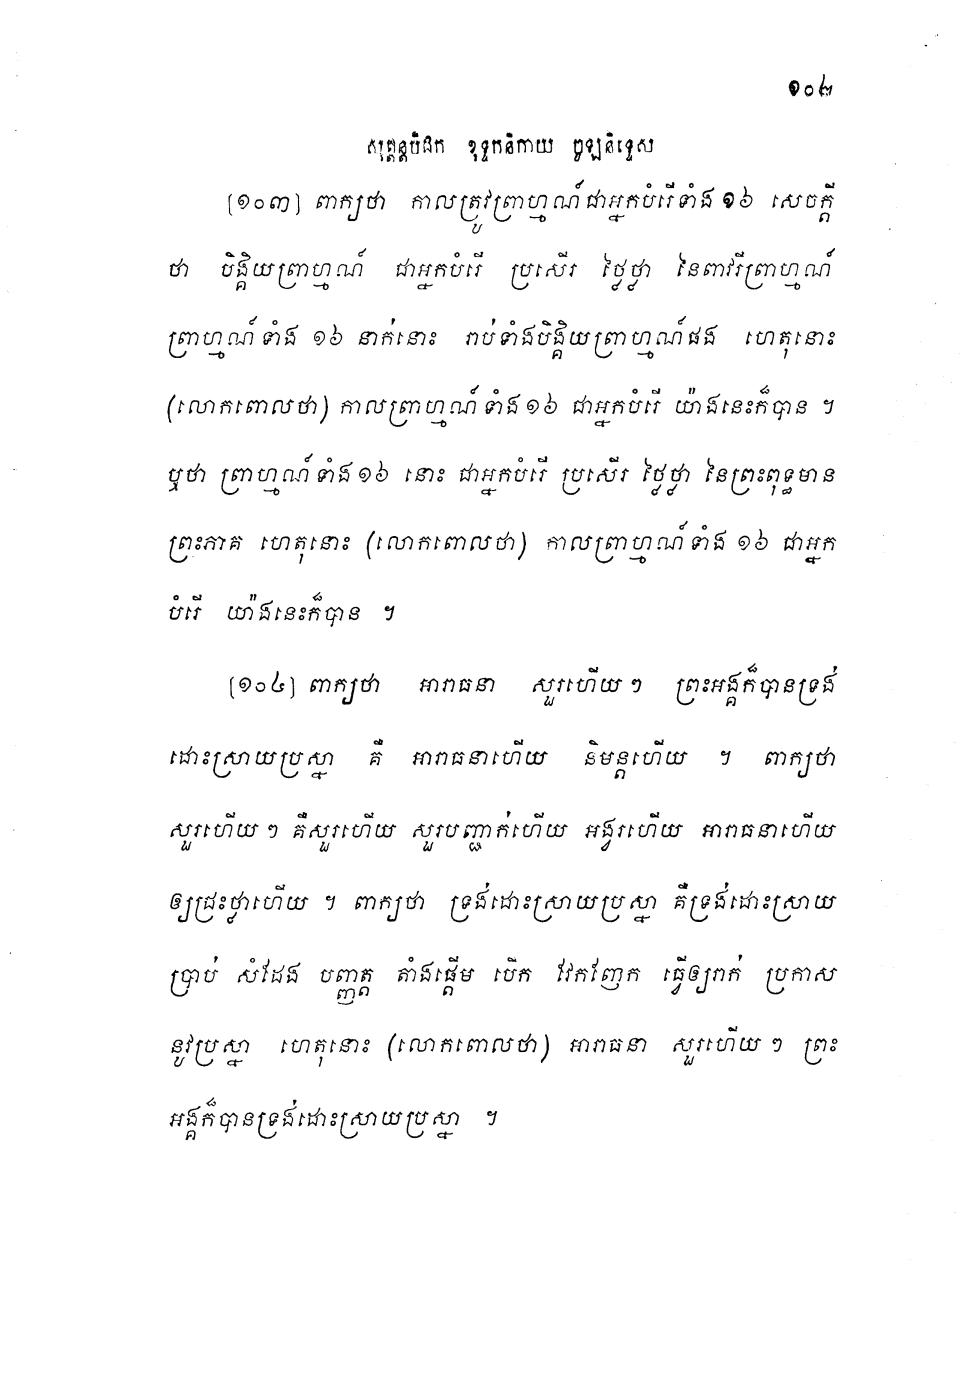 ១០៤២
សុត្តន្តបិដក ខុទ្ទកនិកាយ ចូឡនិទ្ទេស
[១០៣] ពាក្យថា កាលត្រូវព្រាហ្មណ៍ជាអ្នកបំរើទាំង ១៦ សេចក្តី
ថា បិង្គិយព្រាហ្មណ៍ ជាអ្នកបំរើ ប្រសើរ ថ្លៃថ្លា នៃពាវរីព្រាហ្មណ៍
ព្រាហ្មណ៍ទាំង ១៦ នាក់នោះ រាប់ទាំងបិង្គិយព្រាហ្មណ៍ផង ហេតុនោះ
(លោកពោលថា) កាលព្រាហ្មណ៍ទាំង១៦ ជាអ្នកបំរើ យ៉ាងនេះក៏បាន ។
ឬថា ព្រាហ្មណ៍ទាំង១៦ នោះ ជាអ្នកបំរើ ប្រសើរ ថ្លៃថ្លា នៃព្រះពុទ្ធមាន
ព្រះភាគ ហេតុនោះ (លោកពោលថា) កាលព្រាហ្មណ៍ទាំង ១៦ ជាអ្នក
បំរើ យ៉ាងនេះក៏បាន ។
[១០៤] ពាក្យថា អារាធនា សួរហើយៗ ព្រះអង្គក៏បានទ្រង់
ដោះស្រាយប្រស្នា គឺ អារាធនាហើយ និមន្តហើយ ។ ពាក្យថា
សួរហើយៗ គឺសួរហើយ សួរបញ្ជាក់ហើយ អង្វរហើយ អារាធនាហើយ
ឲ្យជ្រះថ្លាហើយ ។ ពាក្យថា ទ្រង់ដោះស្រាយប្រស្នា គឺទ្រង់ដោះស្រាយ
ប្រាប់ សំដែង បញ្ញត្ត តាំងផ្តើម បើក វែកញែក ធ្វើឲ្យរាក់ ប្រកាស
នូវប្រស្នា ហេតុនោះ (លោកពោលថា) អារាធនា សួរហើយៗ ព្រះ
អង្គក៏បានទ្រង់ដោះស្រាយប្រស្នា ។